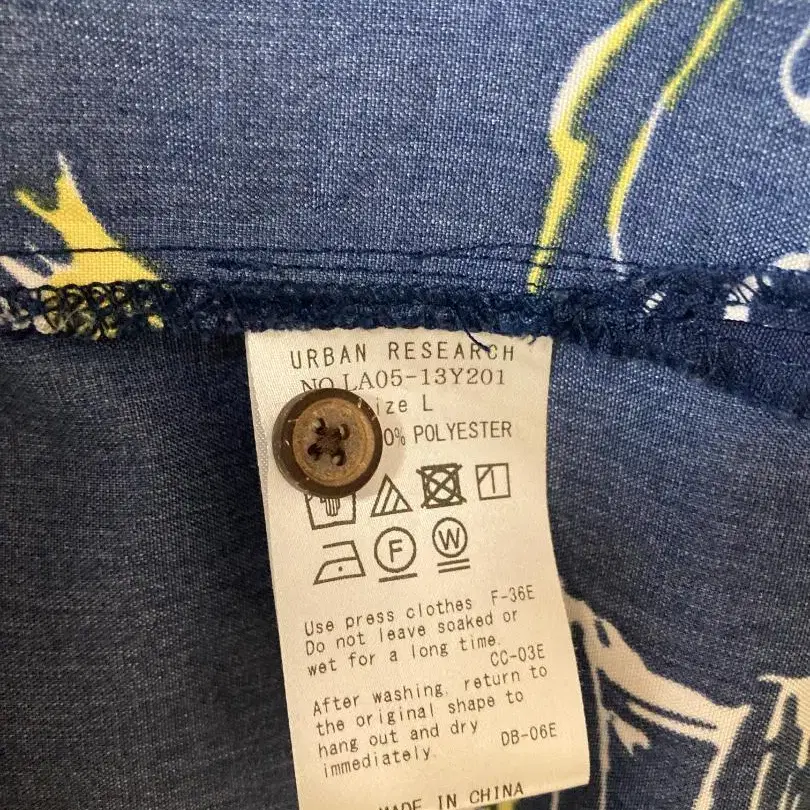 URBAN RESEARCH
NO.LA05-13Y201
ize L
0% POLYESTER
F
W
Use press clothes F-36E
Do not leave soaked or
wet for a long time.
CC-03E
After washing, return to
the original shape to
hang out and dry
immediately.
DB-06E
MADE IN CHINA